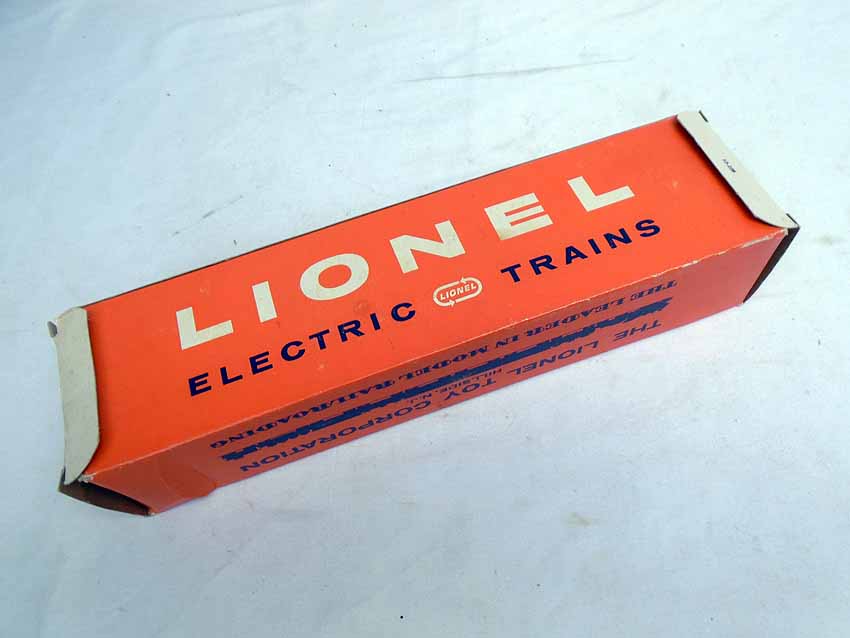 LIONEL
ELECTRIC LIONEL TRAINS
THE LEADER IN MODEL RAILROADING
THE LIONEL TOY CORPORATION
HILLSIDE, N.J.